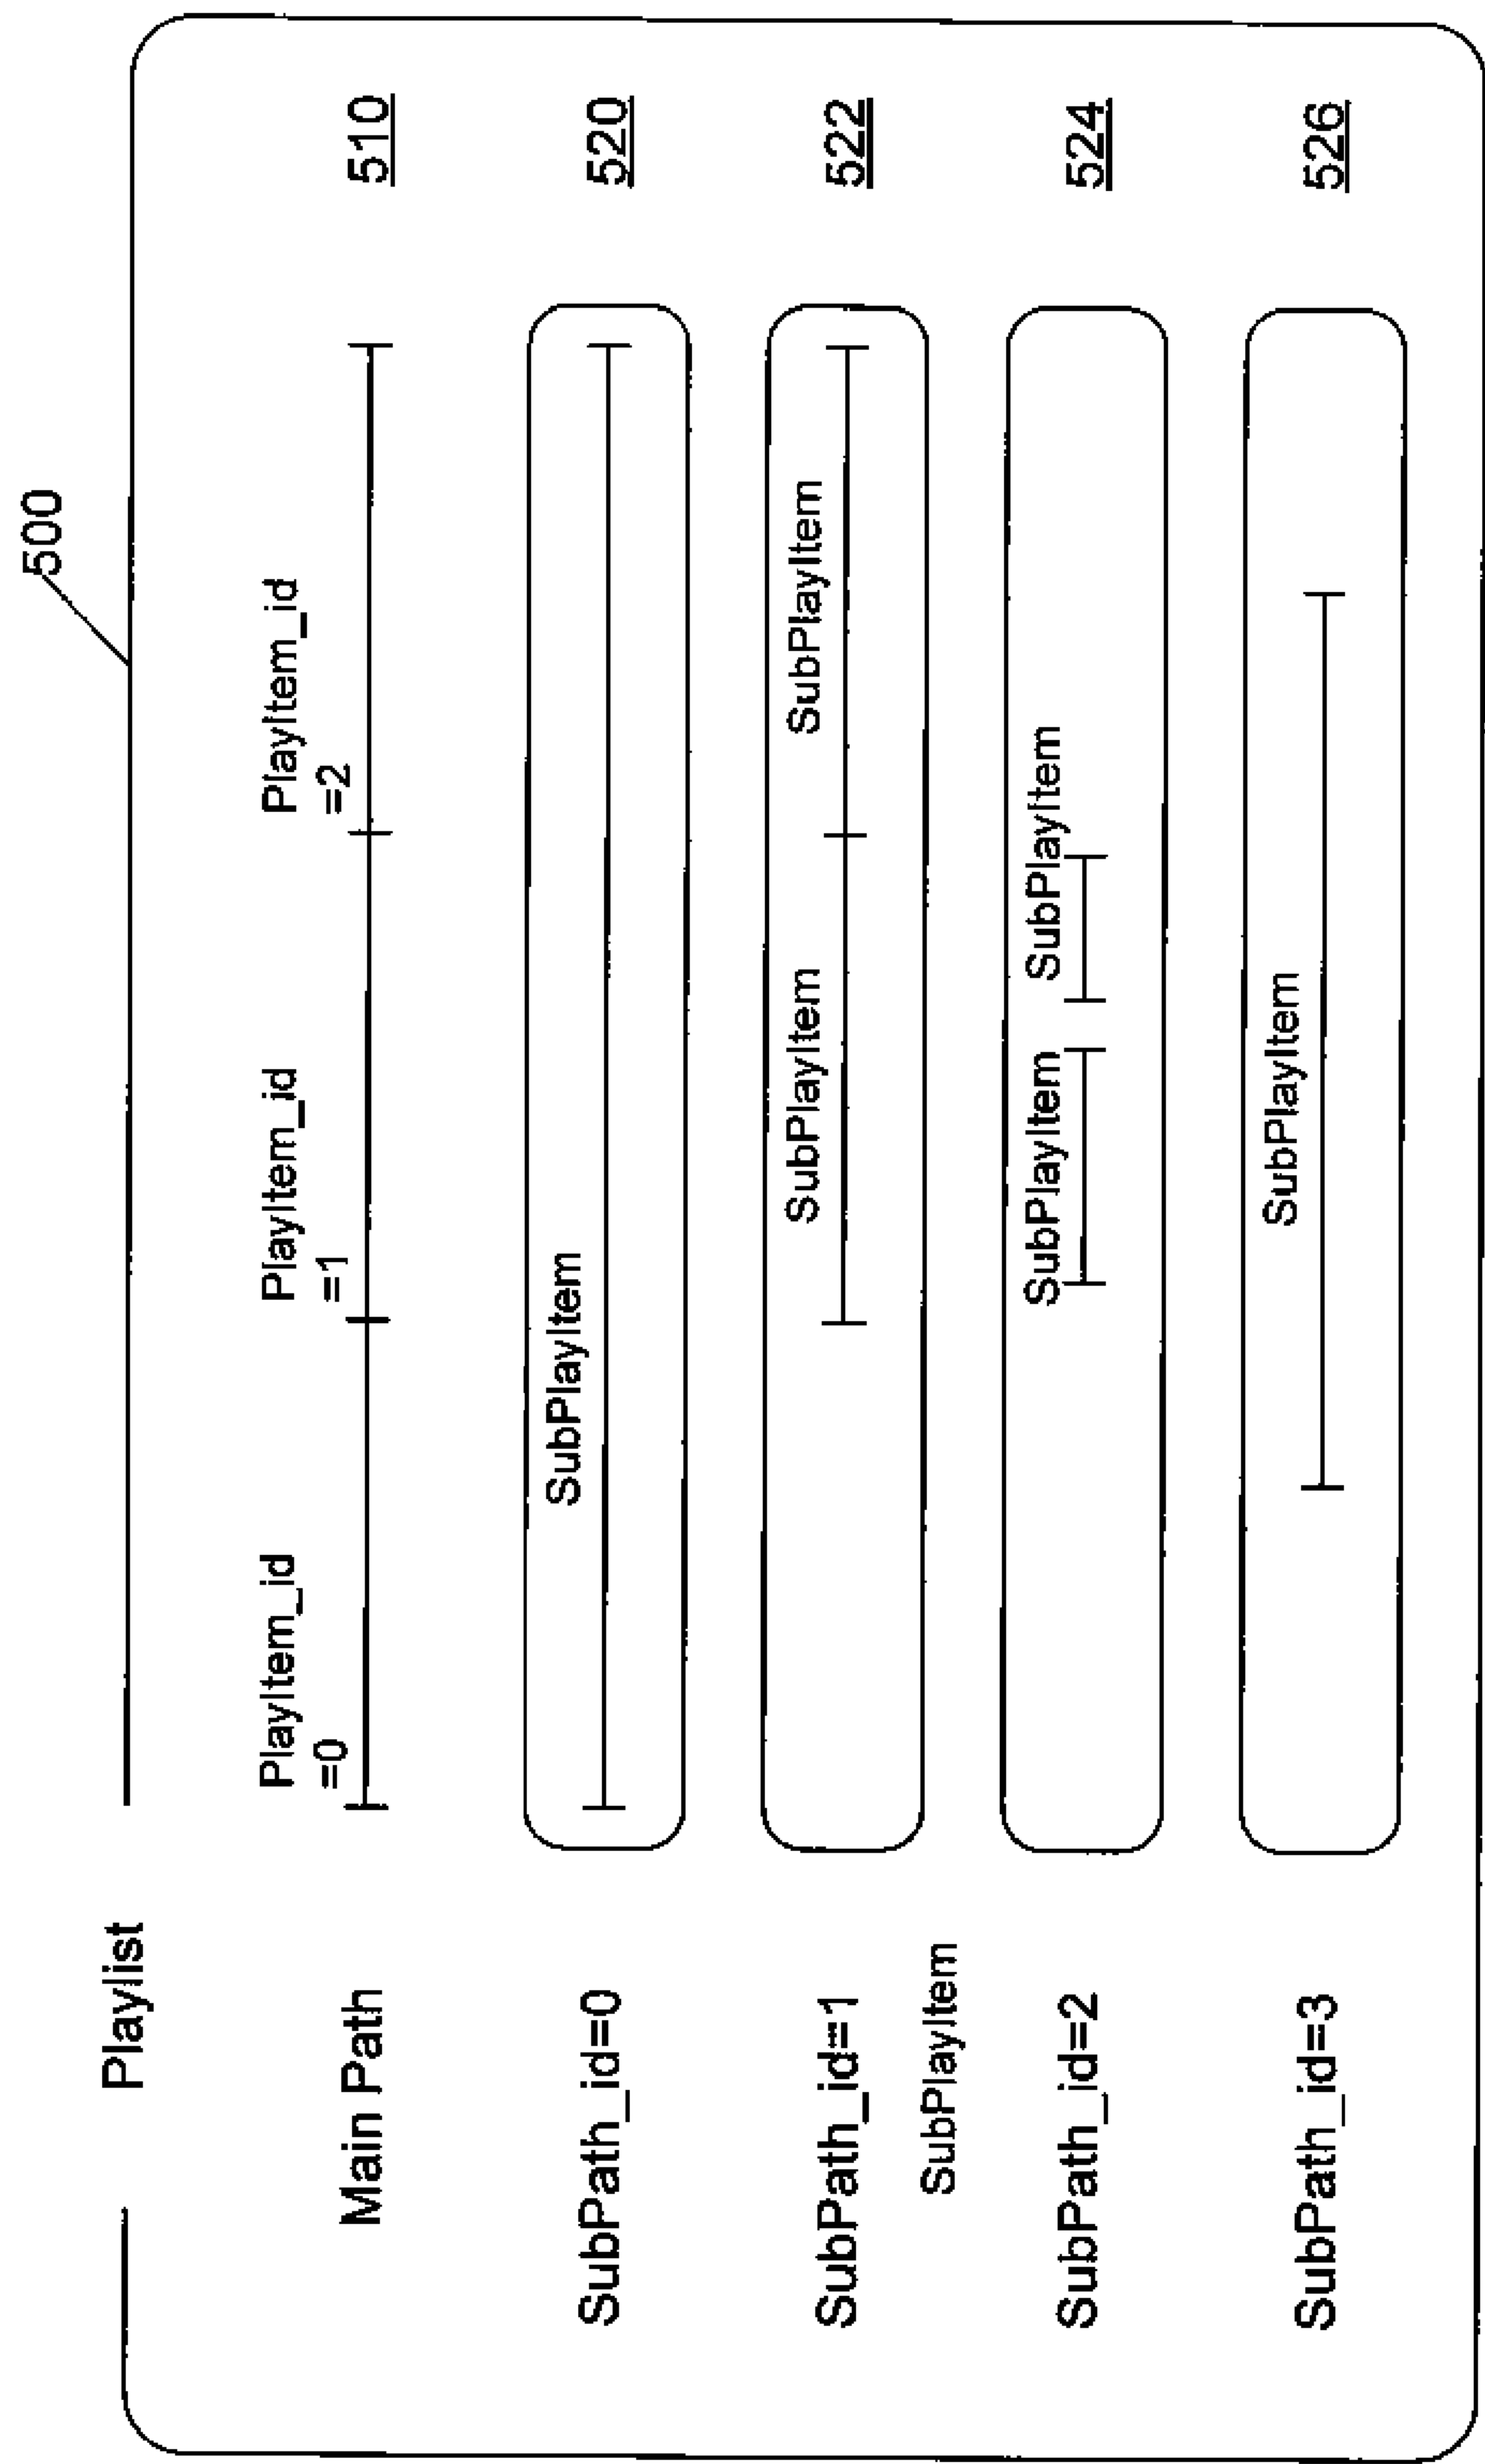 500
Playlist
PlayItem_id
=0
PlayItem_id
=1
PlayItem_id
=2
Main Path
510
SubPlayItem
SubPath_id=0
520
SubPlayItem
SubPlayItem
SubPath_id=1
522
SubPlayItem
SubPlayItem
SubPlayItem
SubPath_id=2
524
SubPlayItem
SubPath_id=3
526